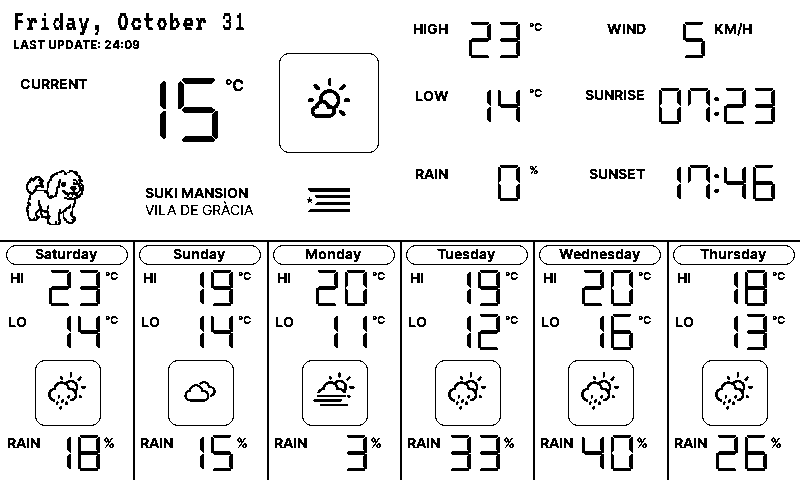 Friday, October 31
LAST UPDATE: 24:09
CURRENT 15 °C
SUKI MANSION
VILA DE GRÀCIA
HIGH 23 °C
WIND 5 KM/H
LOW 14 °C
SUNRISE 07:23
RAIN 0 %
SUNSET 17:46
Saturday
HI 23 °C
LO 14 °C
RAIN 18 %
Sunday
HI 19 °C
LO 14 °C
RAIN 15 %
Monday
HI 20 °C
LO 11 °C
RAIN 3 %
Tuesday
HI 19 °C
LO 12 °C
RAIN 33 %
Wednesday
HI 20 °C
LO 16 °C
RAIN 40 %
Thursday
HI 18 °C
LO 13 °C
RAIN 26 %